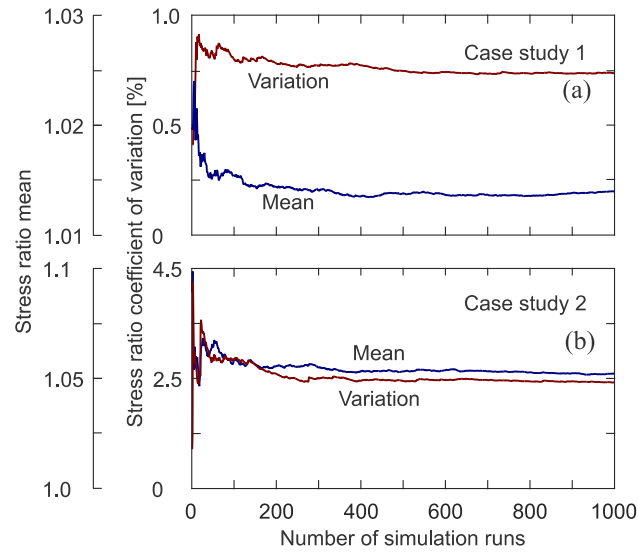 1.03
1.0
Case study 1
Variation
(a)
1.02
0.5
Mean
1.01
0
Stress ratio mean
Stress ratio coefficient of variation [%]
1.1
4.5
Case study 2
(b)
Mean
1.05
2.5
Variation
1.0
0
0 200 400 600 800 1000
Number of simulation runs